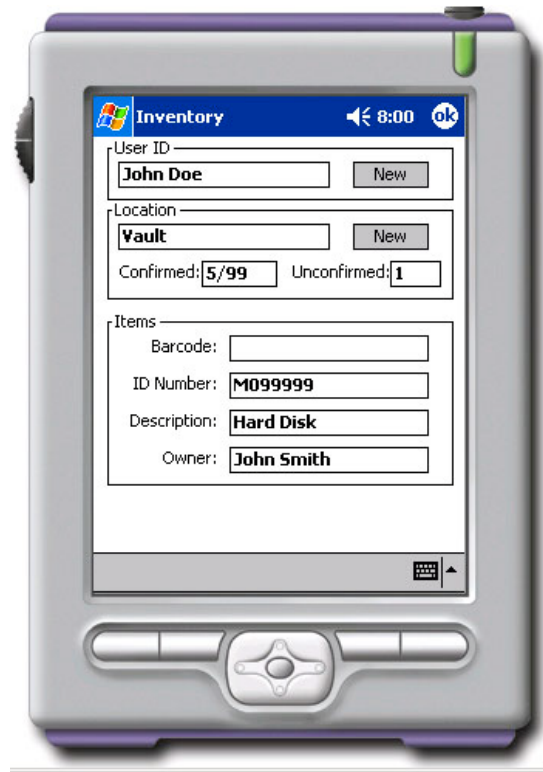 Inventory 8:00 ok
User ID
John Doe New
Location
Vault New
Confirmed: 5/99 Unconfirmed: 1
Items
Barcode:
ID Number: M099999
Description: Hard Disk
Owner: John Smith